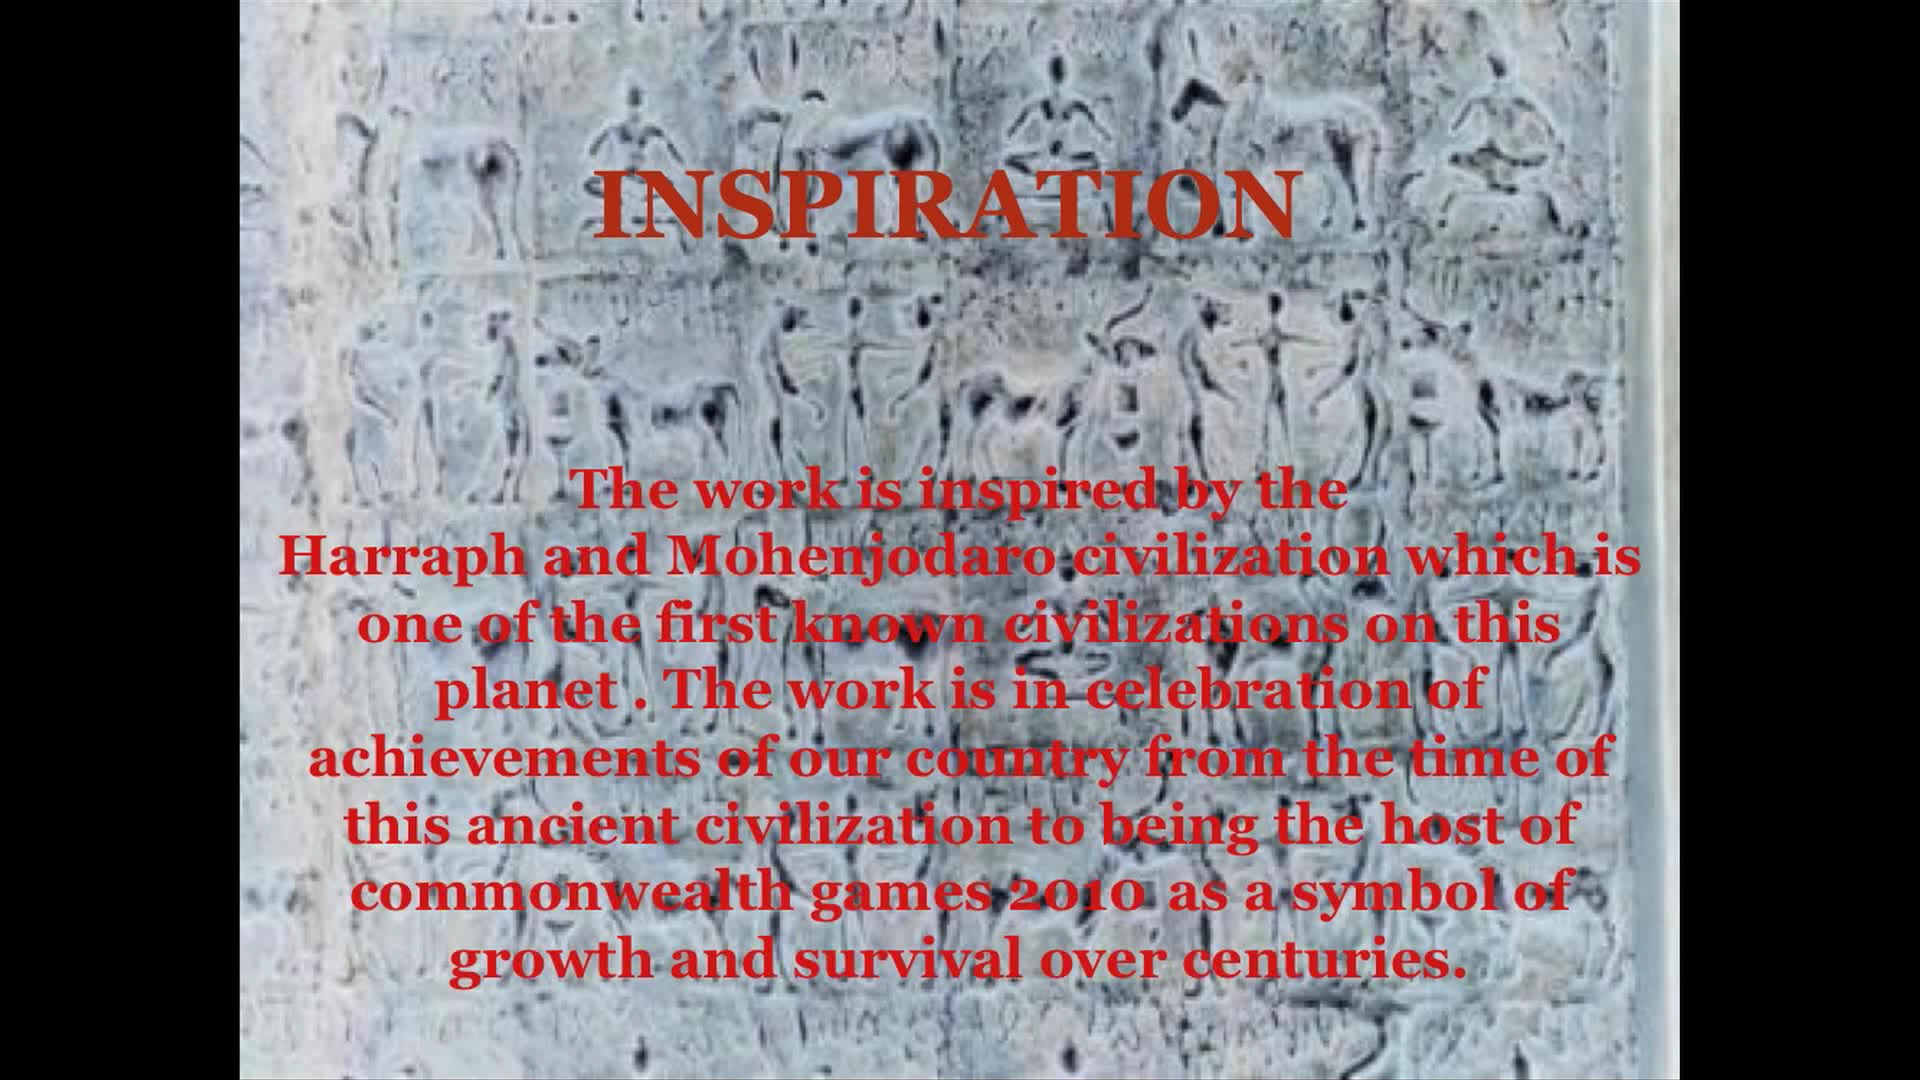 INSPIRATION
The work is inspired by the
Harraph and Mohenjodaro civilization which is
one of the first known civilizations on this
planet . The work is in celebration of
achievements of our country from the time of
this ancient civilization to being the host of
commonwealth games 2010 as a symbol of
growth and survival over centuries.